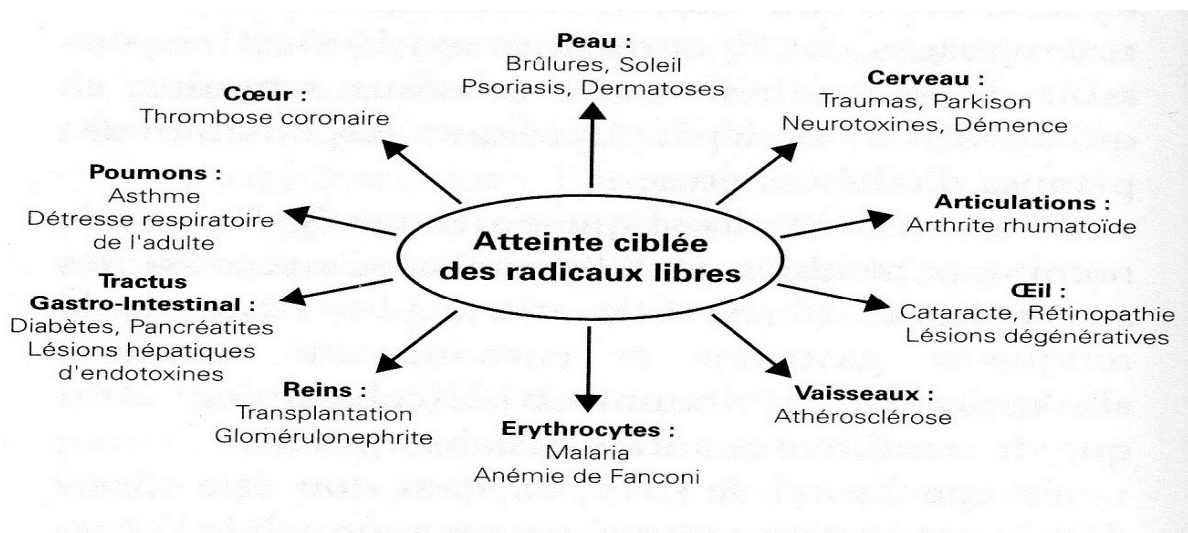 Peau :
Brûlures, Soleil
Psoriasis, Dermatoses
Cerveau :
Traumas, Parkison
Neurotoxines, Démence
Articulations :
Arthrite rhumatoïde
Œil :
Cataracte, Rétinopathie
Lésions dégénératives
Vaisseaux :
Athérosclérose
Erythrocytes :
Malaria
Anémie de Fanconi
Reins :
Transplantation
Glomérulonephrite
Tractus
Gastro-Intestinal :
Diabètes, Pancréatites
Lésions hépatiques
d'endotoxines
Poumons :
Asthme
Détresse respiratoire
de l'adulte
Cœur :
Thrombose coronaire
Atteinte ciblée
des radicaux libres